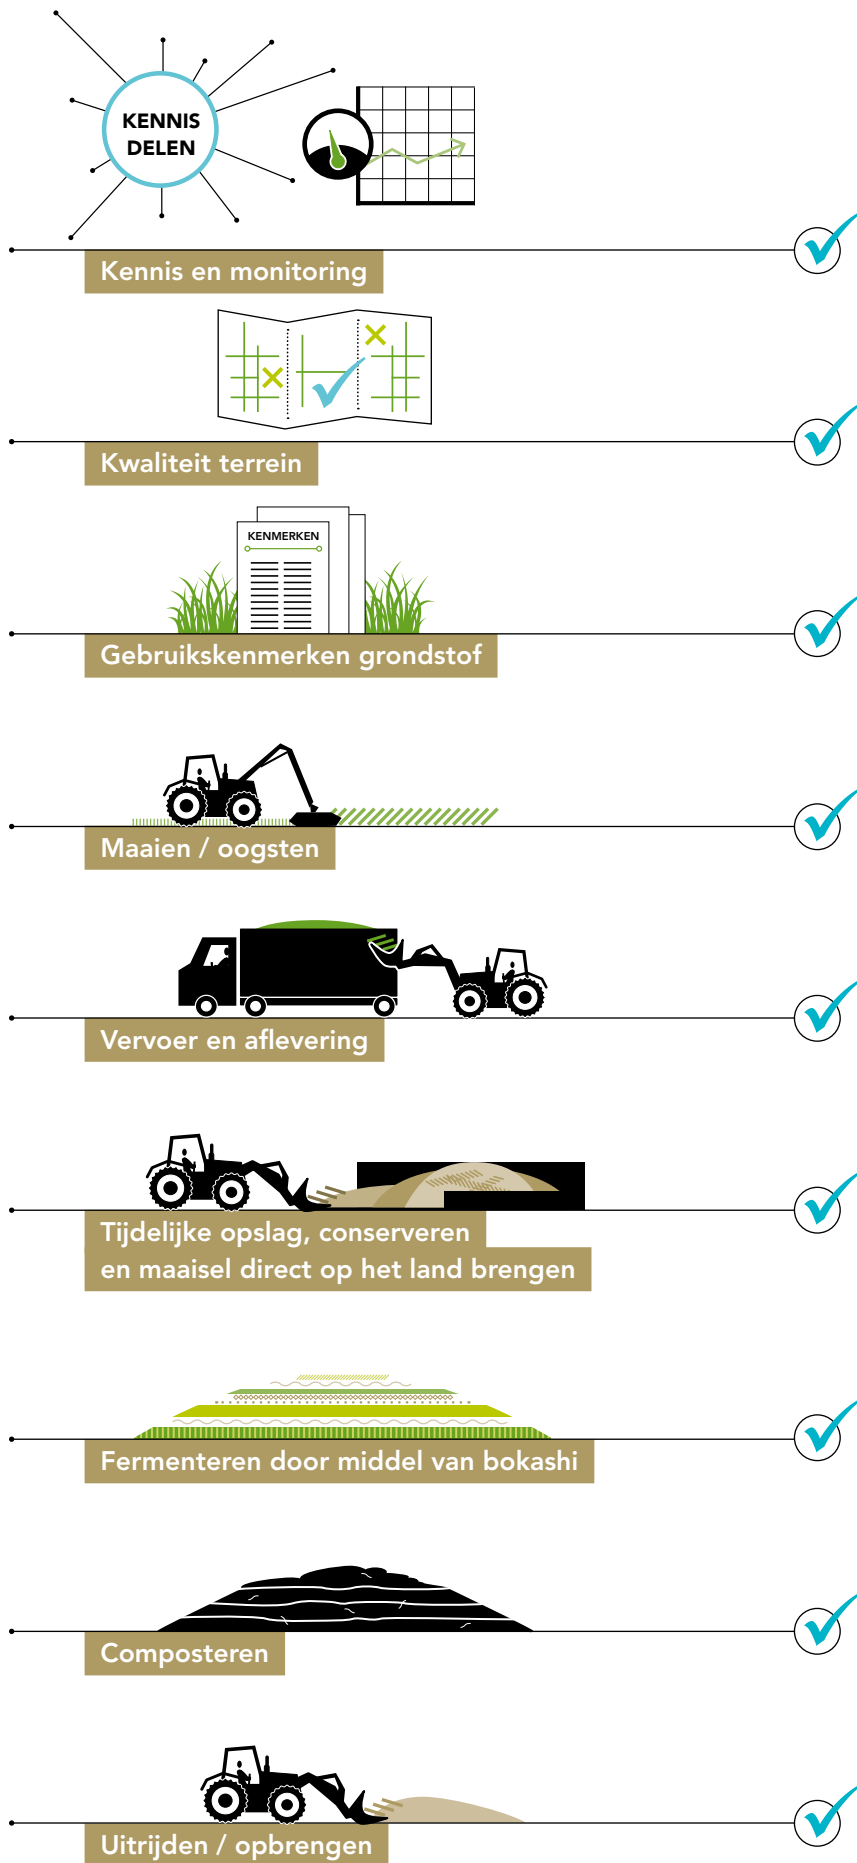 KENNIS
DELEN
Kennis en monitoring
Kwaliteit terrein
KENMERKEN
Gebruikskenmerken grondstof
Maaien / oogsten
Vervoer en aflevering
Tijdelijke opslag, conserveren
en maaisel direct op het land brengen
Fermenteren door middel van bokashi
Composteren
Uitrijden / opbrengen